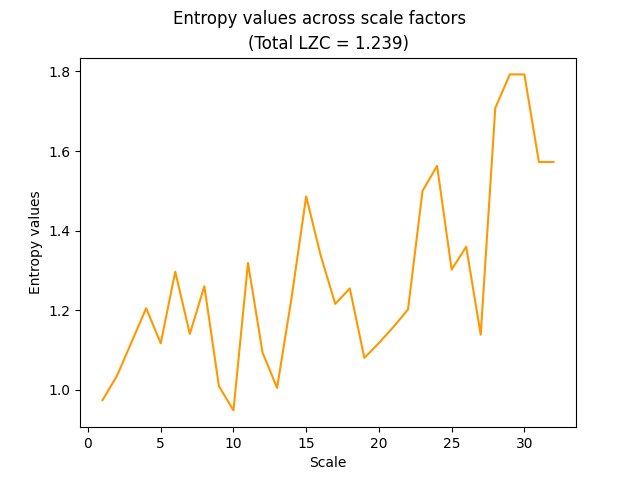 Entropy values across scale factors
(Total LZC = 1.239)
1.8
1.6
1.4
1.2
1.0
Entropy values
0 5 10 15 20 25 30
Scale